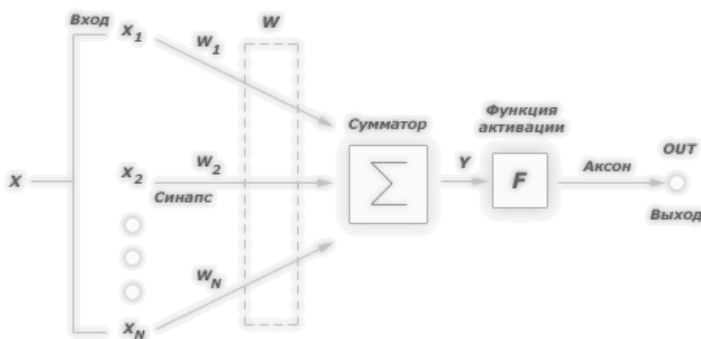 Вход
X1
W1
W
Сумматор
Функция
активации
X
X2
W2
Синапс
∑
Y
F
Аксон
OUT
Выход
WN
XN